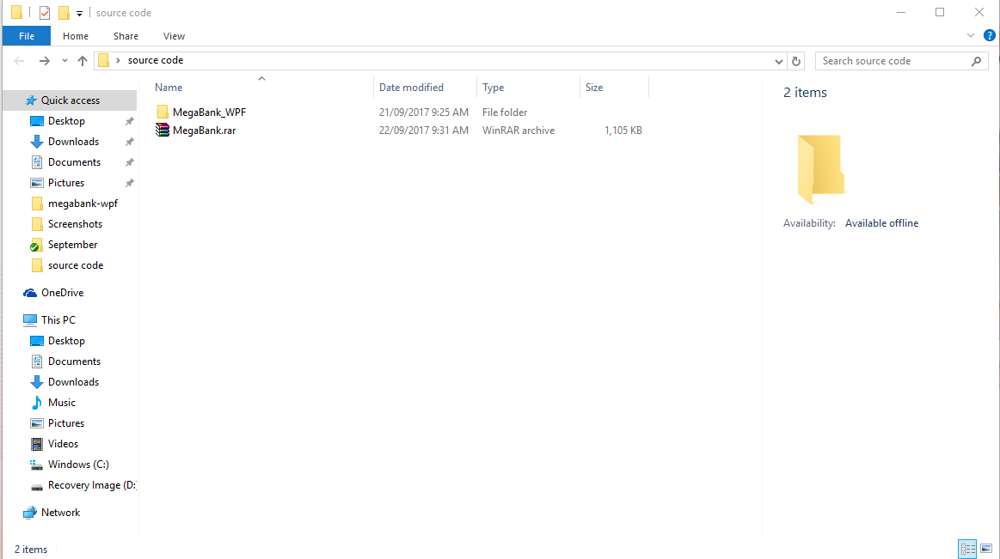 source code
File Home Share View
source code
Search source code
Name Date modified Type Size
MegaBank_WPF 21/09/2017 9:25 AM File folder
MegaBank.rar 22/09/2017 9:31 AM WinRAR archive 1,105 KB
Quick access
Desktop
Downloads
Documents
Pictures
megabank-wpf
Screenshots
September
source code
OneDrive
This PC
Desktop
Documents
Downloads
Music
Pictures
Videos
Windows (C:)
Recovery Image (D:
Network
2 items
Availability: Available offline
2 items